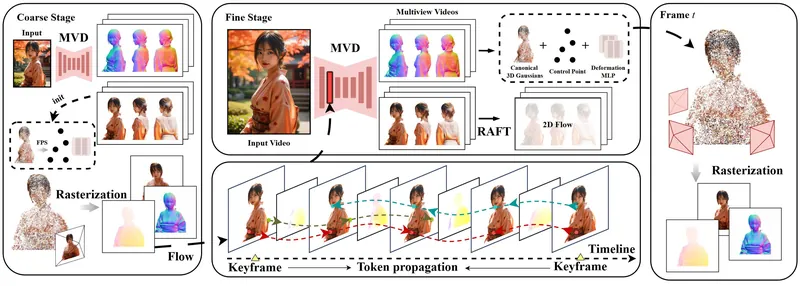 Coarse Stage
Input
MVD
init
FPS
Rasterization
Flow
Fine Stage
Input Video
MVD
Multiview Videos
Canonical
3D Gaussians
Control Point
Deformation
MLP
RAFT
2D Flow
Timeline
Keyframe
Token propagation
Keyframe
Frame t
Rasterization